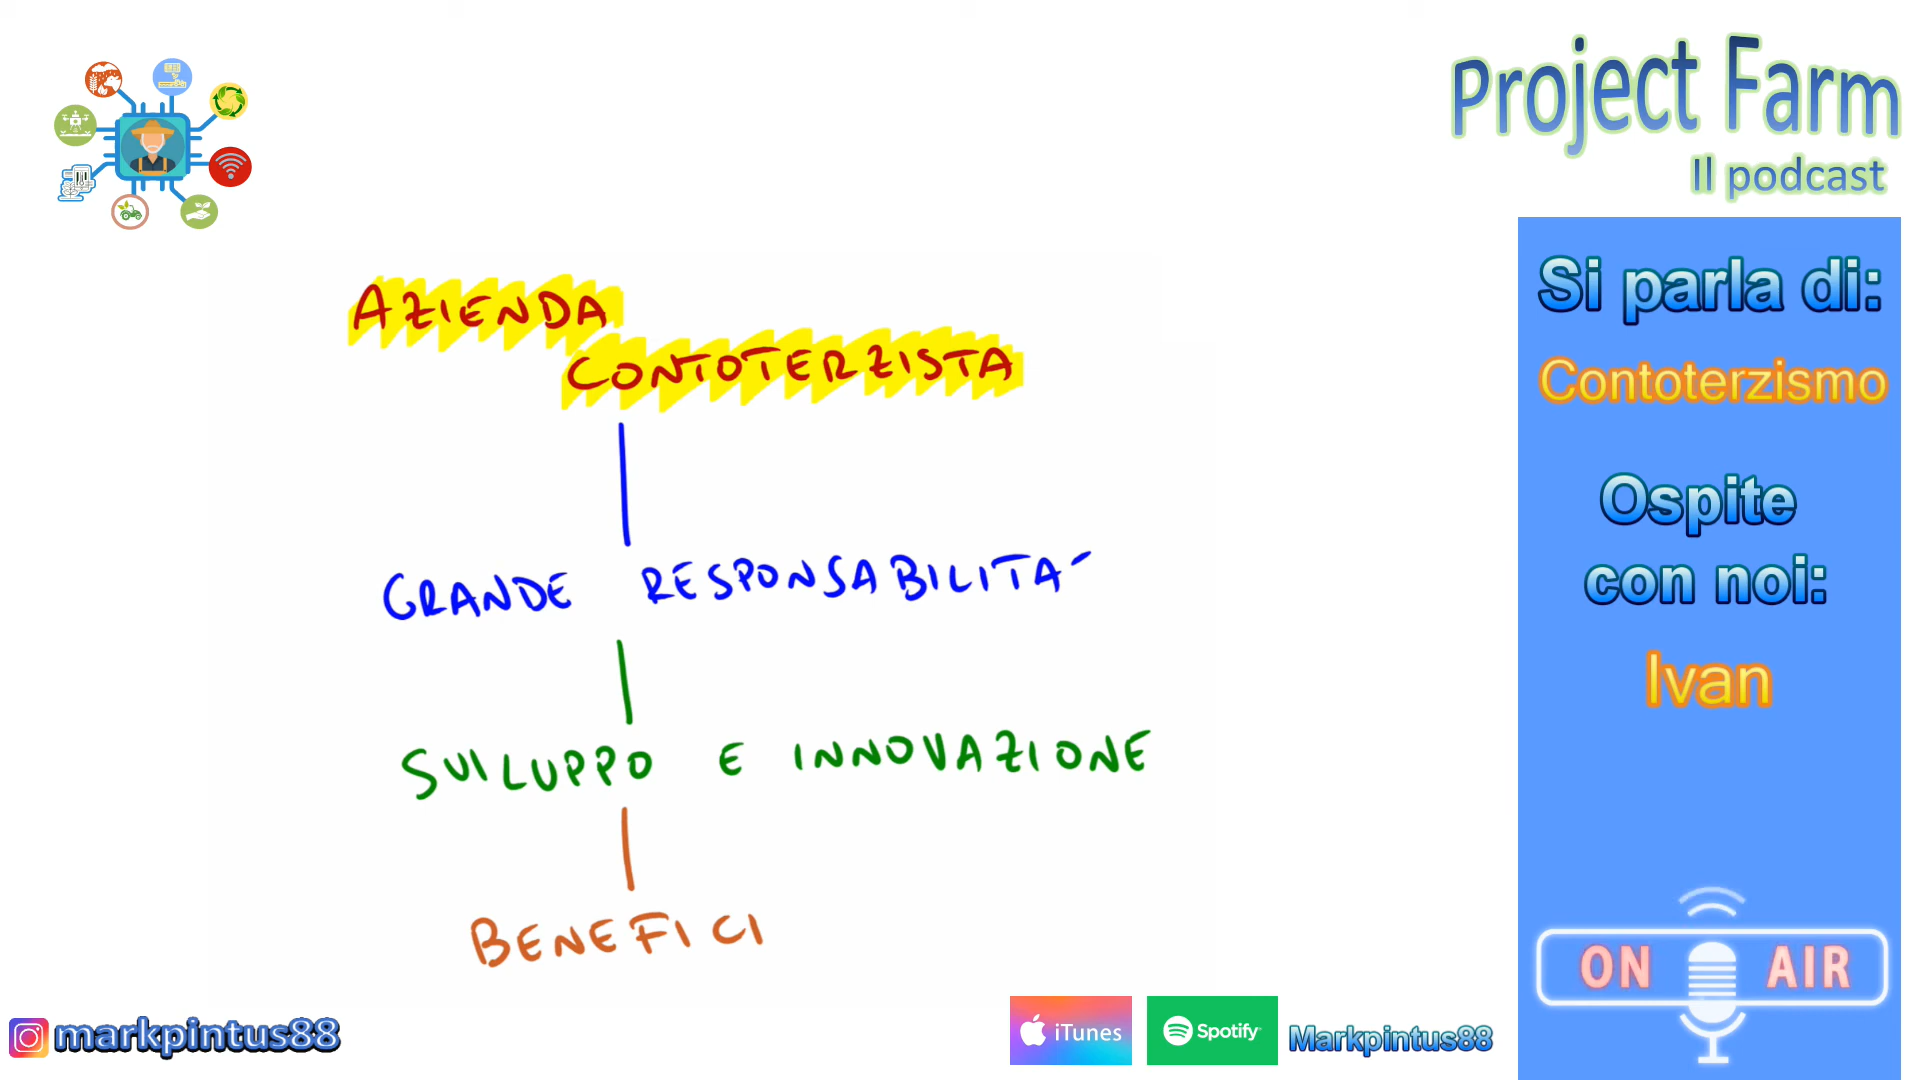 Project Farm
Il podcast
AZIENDA
CONTOTERZISTA
GRANDE RESPONSABILITA'
SVILUPPO E INNOVAZIONE
BENEFICI
Si parla di:
Contoterzismo
Ospite
con noi:
Ivan
ON AIR
markpintus88
iTunes
Spotify
Markpintus88